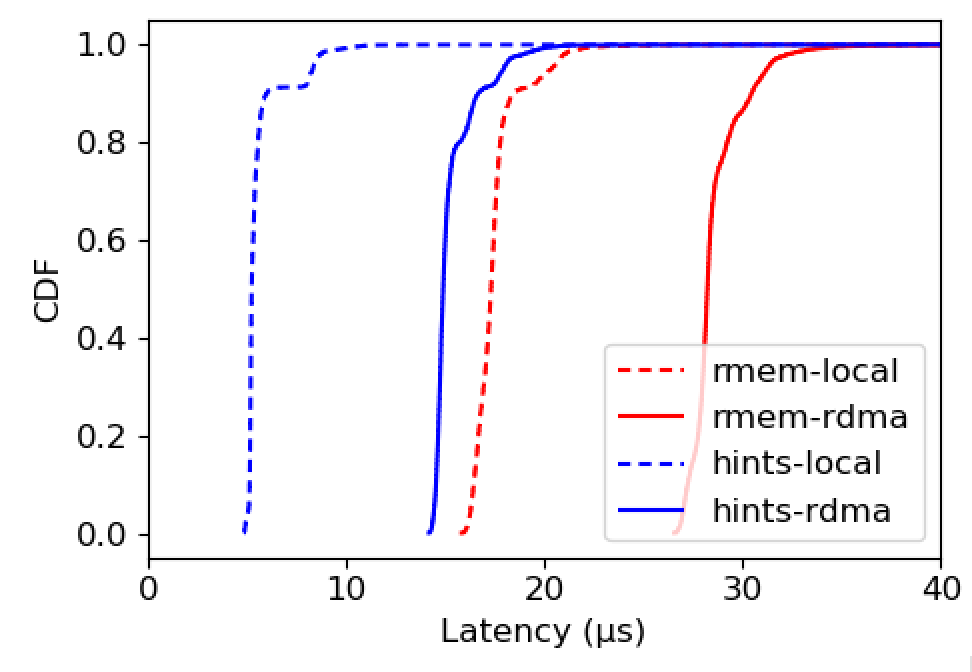 1.0
0.8
0.6
0.4
0.2
0.0
CDF
rmem-local
rmem-rdma
hints-local
hints-rdma
0 10 20 30 40
Latency (μs)